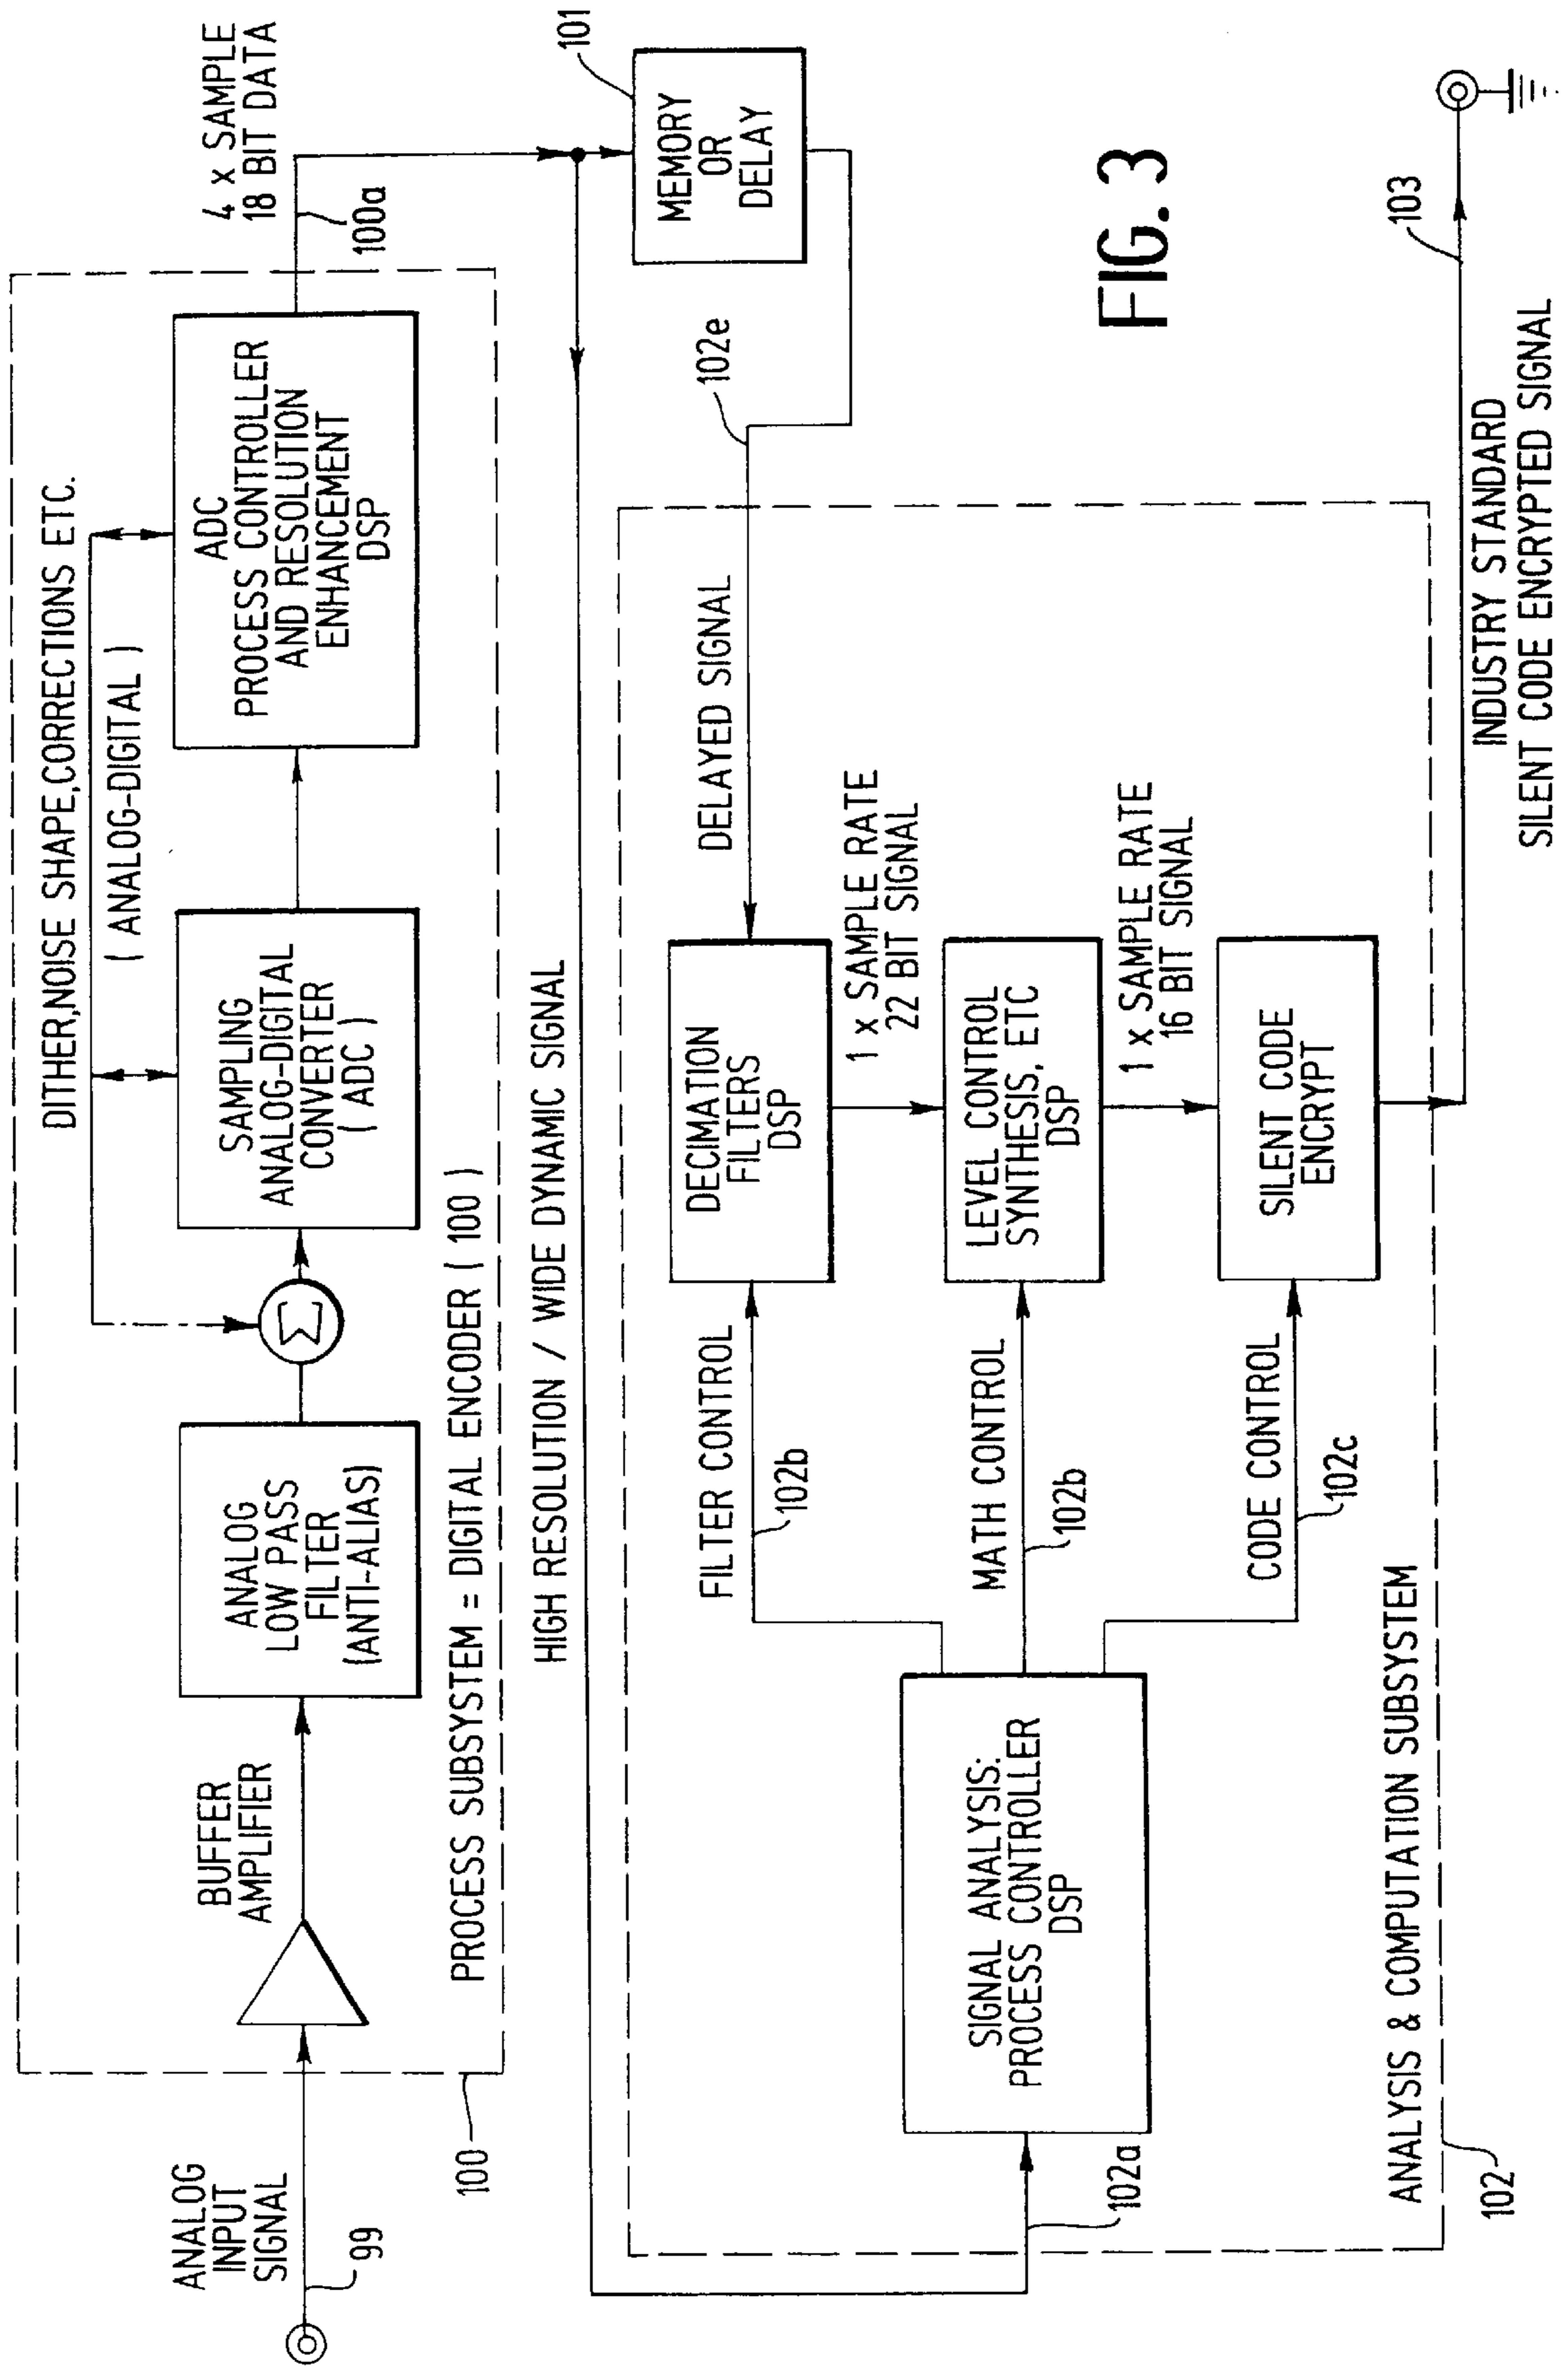 DITHER,NOISE SHAPE,CORRECTIONS ETC.
( ANALOG-DIGITAL )
ANALOG
INPUT
SIGNAL
99
BUFFER
AMPLIFIER
ANALOG
LOW PASS
FILTER
(ANTI-ALIAS)
Σ
SAMPLING
ANALOG-DIGITAL
CONVERTER
( ADC )
ADC
PROCESS CONTROLLER
AND RESOLUTION
ENHANCEMENT
DSP
4 x SAMPLE
18 BIT DATA
100a
100
PROCESS SUBSYSTEM = DIGITAL ENCODER ( 100 )
HIGH RESOLUTION / WIDE DYNAMIC SIGNAL
101
MEMORY
OR
DELAY
102e
DELAYED SIGNAL
FILTER CONTROL
102b
DECIMATION
FILTERS
DSP
1 x SAMPLE RATE
22 BIT SIGNAL
SIGNAL ANALYSIS:
PROCESS CONTROLLER
DSP
102a
MATH CONTROL
102b
LEVEL CONTROL
SYNTHESIS, ETC
DSP
1 x SAMPLE RATE
16 BIT SIGNAL
CODE CONTROL
102c
SILENT CODE
ENCRYPT
FIG. 3
103
ANALYSIS & COMPUTATION SUBSYSTEM
102
INDUSTRY STANDARD
SILENT CODE ENCRYPTED SIGNAL